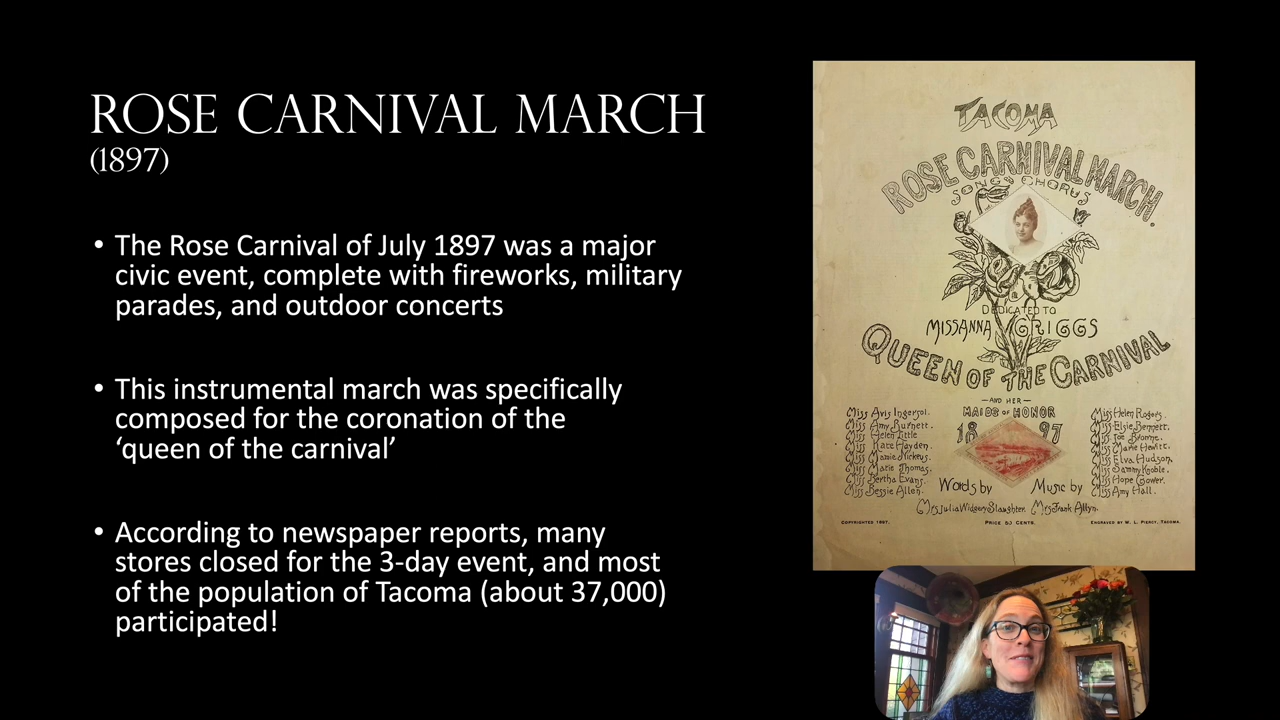 ROSE CARNIVAL MARCH
(1897)
• The Rose Carnival of July 1897 was a major
civic event, complete with fireworks, military
parades, and outdoor concerts
• This instrumental march was specifically
composed for the coronation of the
‘queen of the carnival’
• According to newspaper reports, many
stores closed for the 3-day event, and most
of the population of Tacoma (about 37,000)
participated!
TACOMA
ROSE CARNIVAL MARCH.
SONG & CHORUS
DEDICATED TO
MISS ANNA GRIGGS
QUEEN OF THE CARNIVAL
—AND HER—
MAIDS OF HONOR
18 97
Miss Avis Ingersol.
Miss Amy Burnett.
Miss Helen Little
Miss Kate Hayden.
Miss Mamie Nickeus.
Miss Marie Thomas.
Miss Bertha Evans.
Miss Bessie Allen.
Miss Helen Rogers.
Miss Elsie Bennett.
Miss Zoe Browne.
Miss Marie Hewitt.
Miss Elva Hudson.
Miss Sammy Knoble.
Miss Hope Gower.
Miss Amy Hall.
Words by Music by
Mrs Julia Widgery Slaughter. Mrs Frank Allyn.
COPYRIGHTED 1897. PRICE 50 CENTS. ENGRAVED BY W. L. PIERCY, TACOMA.